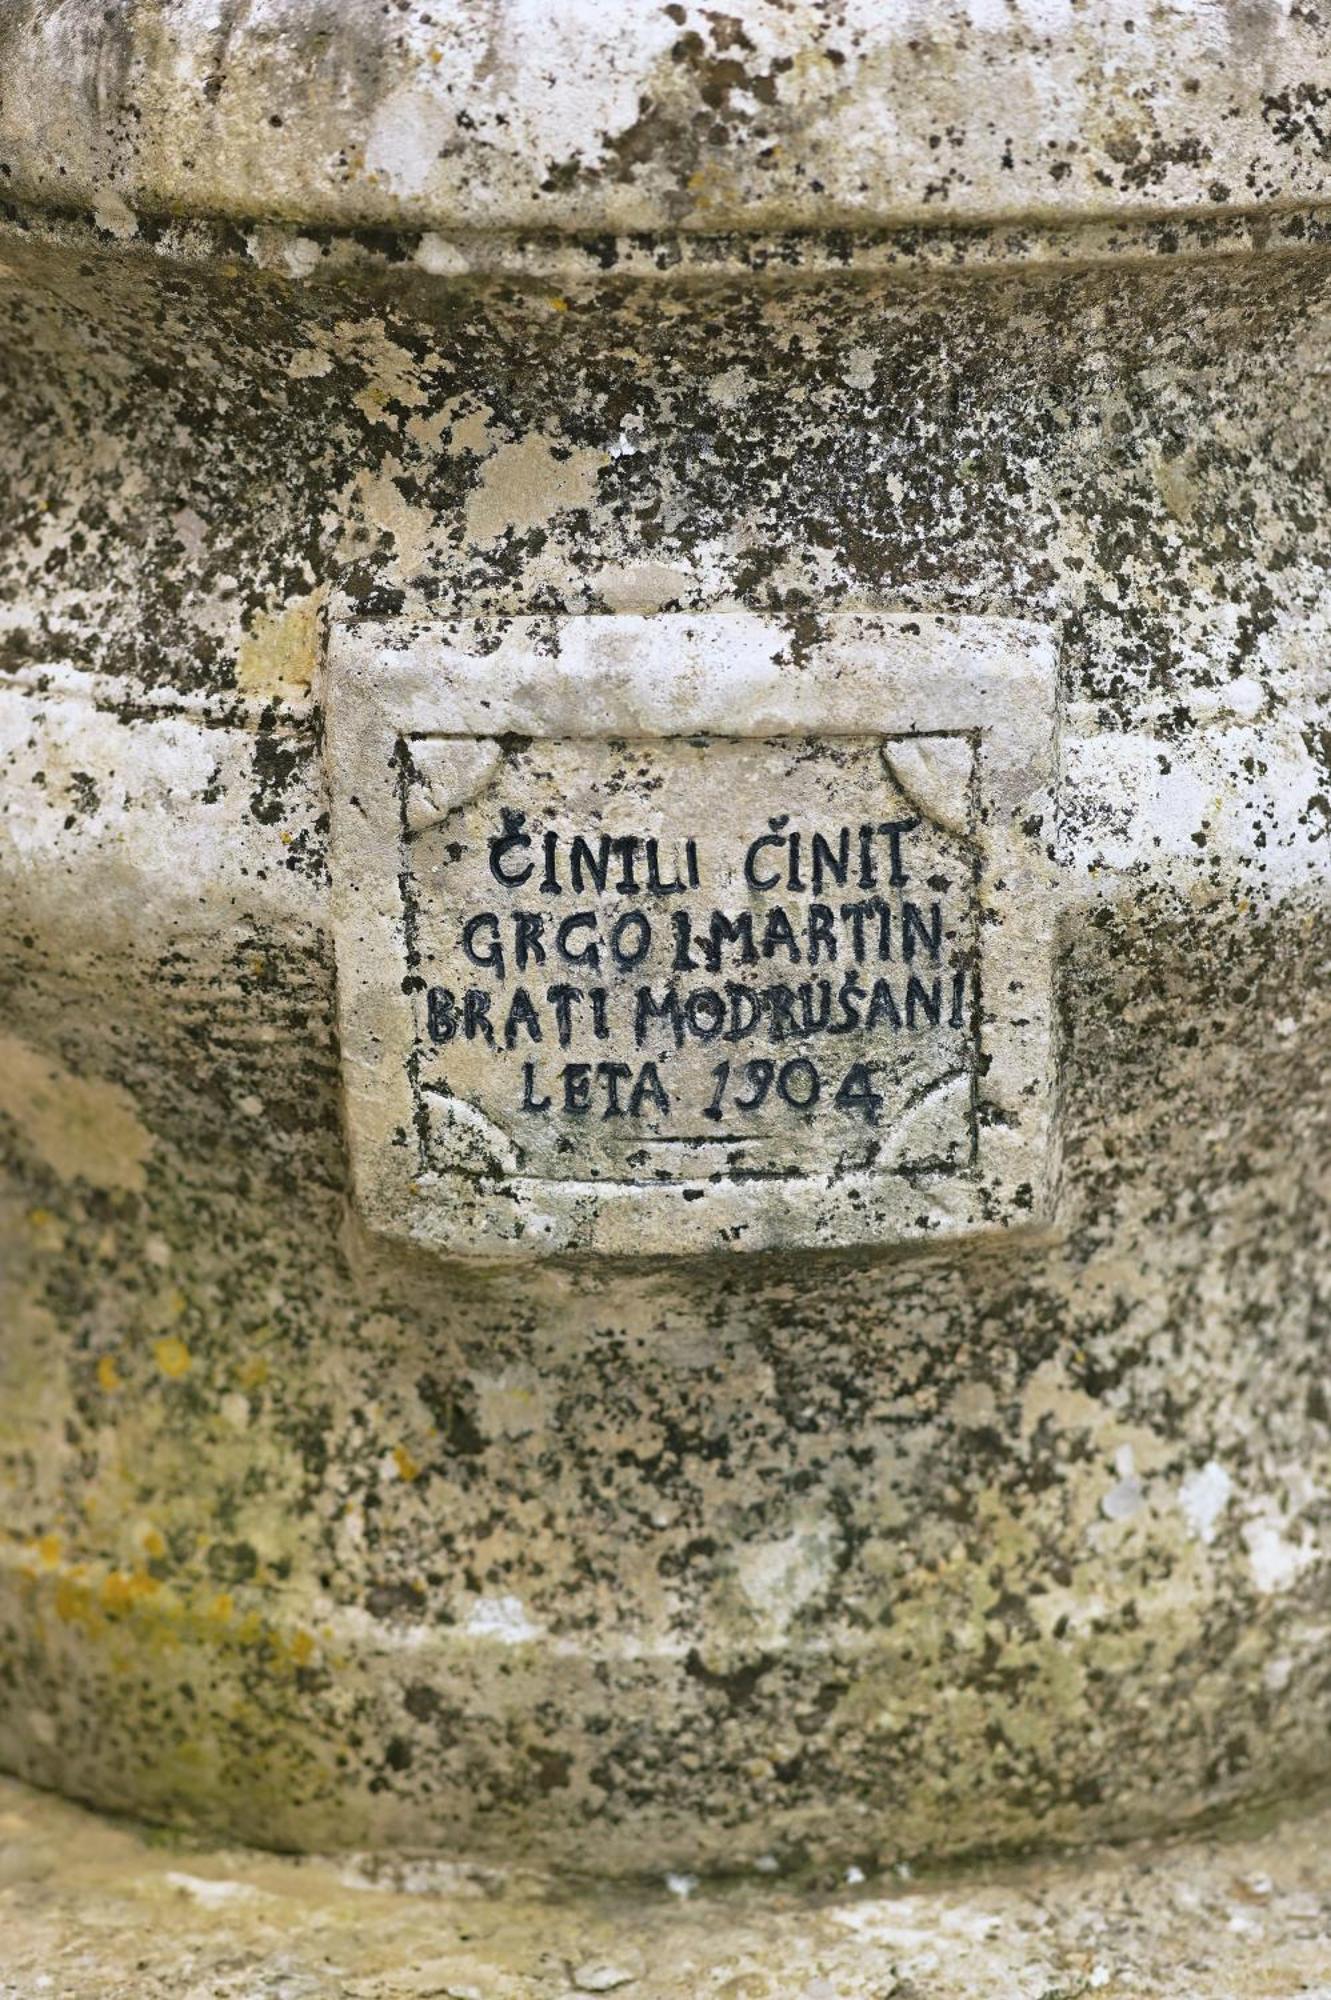 ČINILI ČINIT
GRGO I MARTIN
BRATI MODRUŠANI
LETA 1904